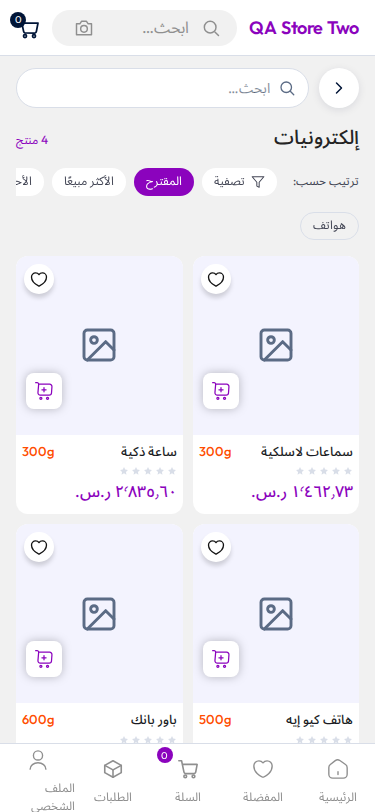 QA Store Two
ابحث...
0
ابحث...
إلكترونيات
4 منتج
ترتيب حسب:
تصفية
المقترح
الأكثر مبيعًا
هواتف
سماعات لاسلكية
300g
١٬٤٦٢٫٧٣ ر.س.
ساعة ذكية
300g
٢٬٨٣٥٫٦٠ ر.س.
هاتف كيو إيه
500g
باور بانك
600g
الرئيسية
المفضلة
0
السلة
الطلبات
الملف
الشخصي